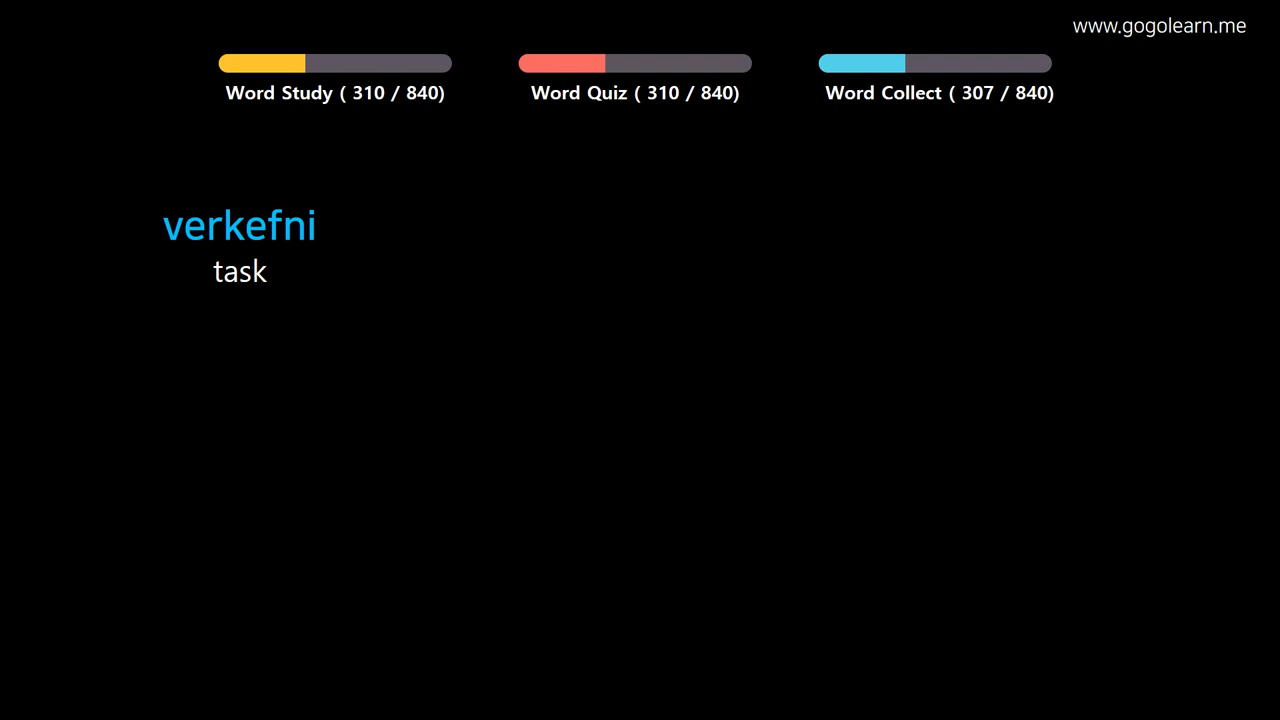 www.gogolearn.me
Word Study ( 310 / 840)
Word Quiz ( 310 / 840)
Word Collect ( 307 / 840)
verkefni
task